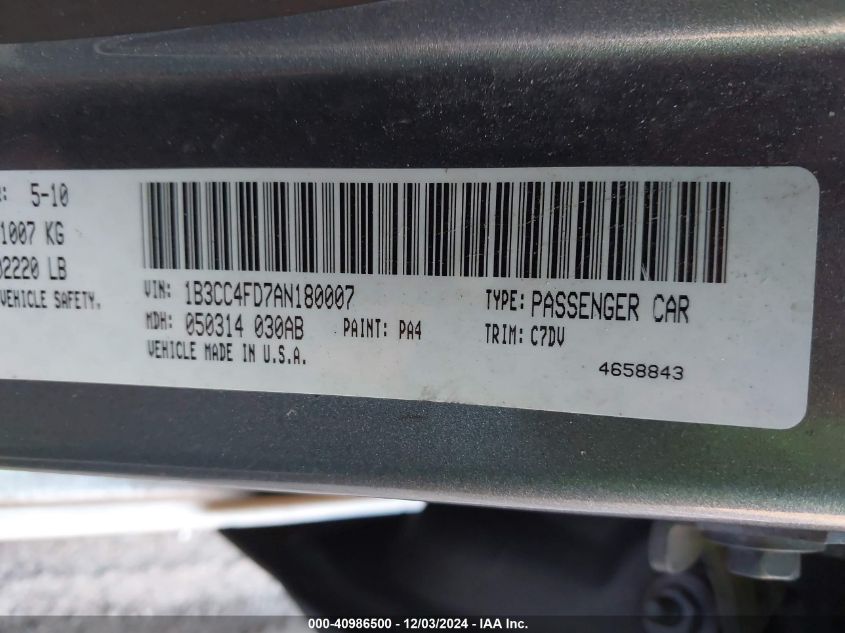 : 5-10
1007 KG
02220 LB
VEHICLE SAFETY.
VIN: 1B3CC4FD7AN180007
TYPE: PASSENGER CAR
MDH: 050314 030AB
PAINT: PA4
TRIM: C7DV
VEHICLE MADE IN U.S.A.
4658843
000-40986500 - 12/03/2024 - IAA, Inc.